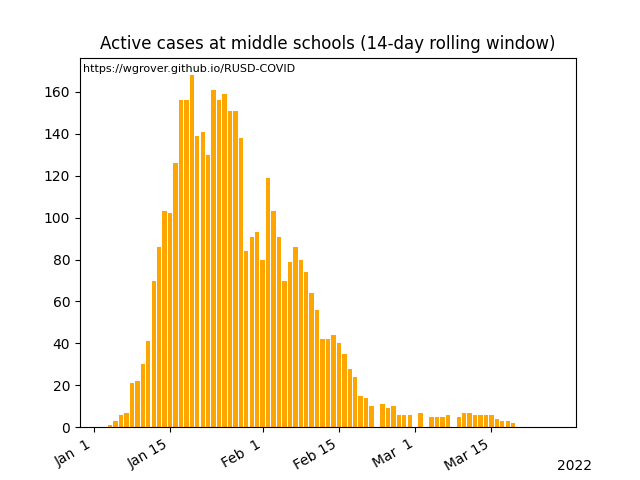 Active cases at middle schools (14-day rolling window)
https://wgrover.github.io/RUSD-COVID
160
140
120
100
80
60
40
20
0
Jan 1
Jan 15
Feb 1
Feb 15
Mar 1
Mar 15
2022